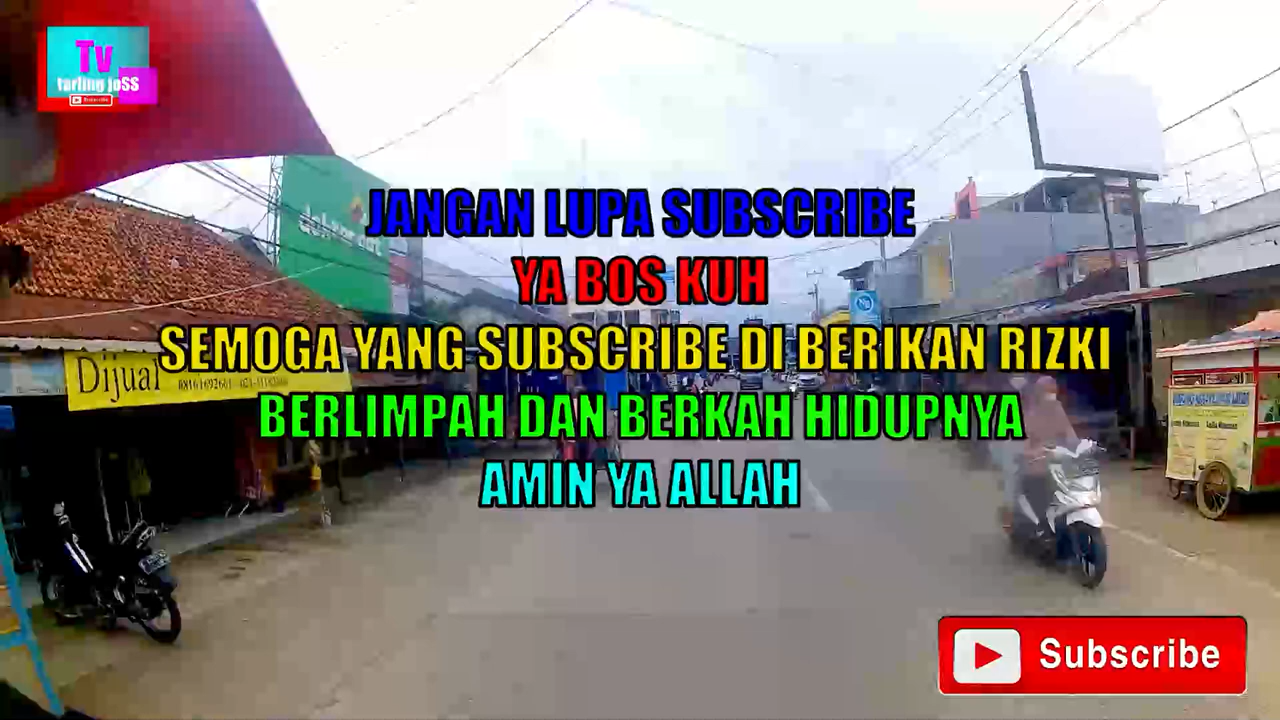 Tv
tarling joSS
Subscribe
JANGAN LUPA SUBSCRIBE
YA BOS KUH
SEMOGA YANG SUBSCRIBE DI BERIKAN RIZKI
BERLIMPAH DAN BERKAH HIDUPNYA
AMIN YA ALLAH
Dijual
Subscribe